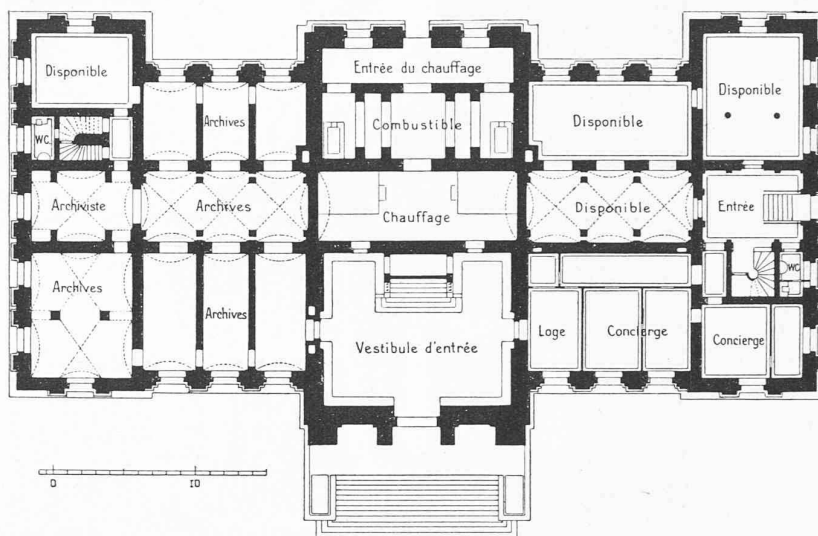 Entrée du chauffage
Disponible
Disponible
Combustible
Archives
Disponible
WC.
Archiviste
Archives
Chauffage
Disponible
Entrée
Archives
WC
Archives
Loge
Concierge
Concierge
Vestibule d'entrée
0
10